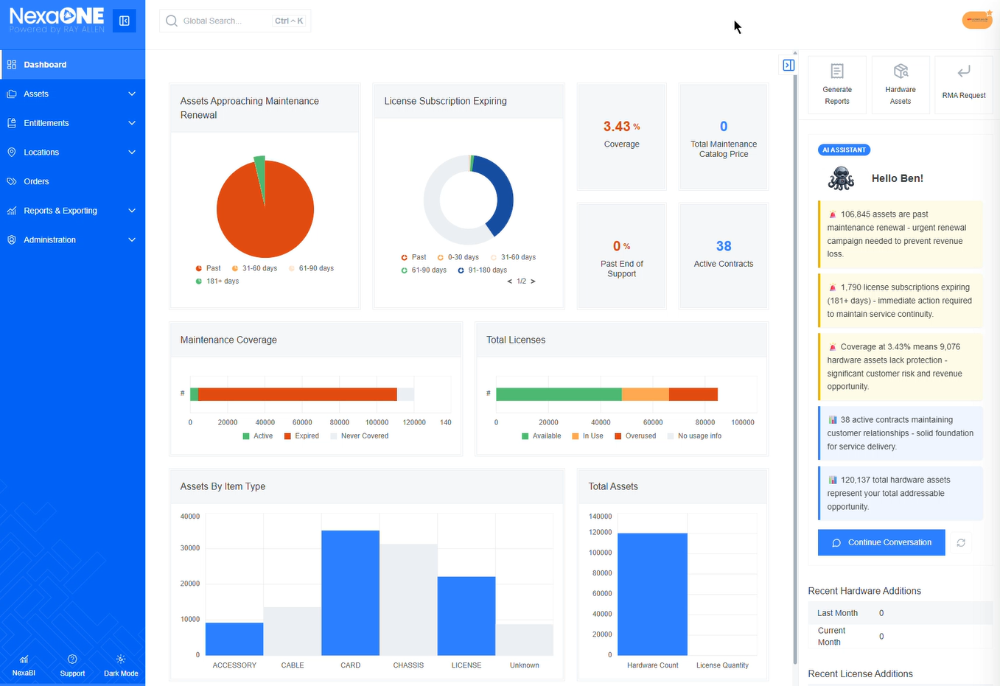 NexaONE
Powered by RAY ALLEN
Global Search...
Ctrl ^ K
Dashboard
Assets
Entitlements
Locations
Orders
Reports & Exporting
Administration
NexaBI
Support
Dark Mode
Assets Approaching Maintenance
Renewal
Past
31-60 days
61-90 days
181+ days
License Subscription Expiring
Past
0-30 days
31-60 days
61-90 days
91-180 days
< 1/2 >
3.43 %
Coverage
0
Total Maintenance
Catalog Price
0 %
Past End of
Support
38
Active Contracts
Maintenance Coverage
#
0 20000 40000 60000 80000 100000 120000 140
Active
Expired
Never Covered
Total Licenses
#
0 20000 40000 60000 80000 100000
Available
In Use
Overused
No usage info
Assets By Item Type
40000
30000
20000
10000
0
ACCESSORY CABLE CARD CHASSIS LICENSE Unknown
Total Assets
140000
120000
100000
80000
60000
40000
20000
0
Hardware Count License Quantity
Generate
Reports
Hardware
Assets
RMA Request
AI ASSISTANT
Hello Ben!
106,845 assets are past
maintenance renewal - urgent renewal
campaign needed to prevent revenue
loss.
1,790 license subscriptions expiring
(181+ days) - immediate action required
to maintain service continuity.
Coverage at 3.43% means 9,076
hardware assets lack protection -
significant customer risk and revenue
opportunity.
38 active contracts maintaining
customer relationships - solid foundation
for service delivery.
120,137 total hardware assets
represent your total addressable
opportunity.
Continue Conversation
Recent Hardware Additions
Last Month 0
Current
Month
0
Recent License Additions